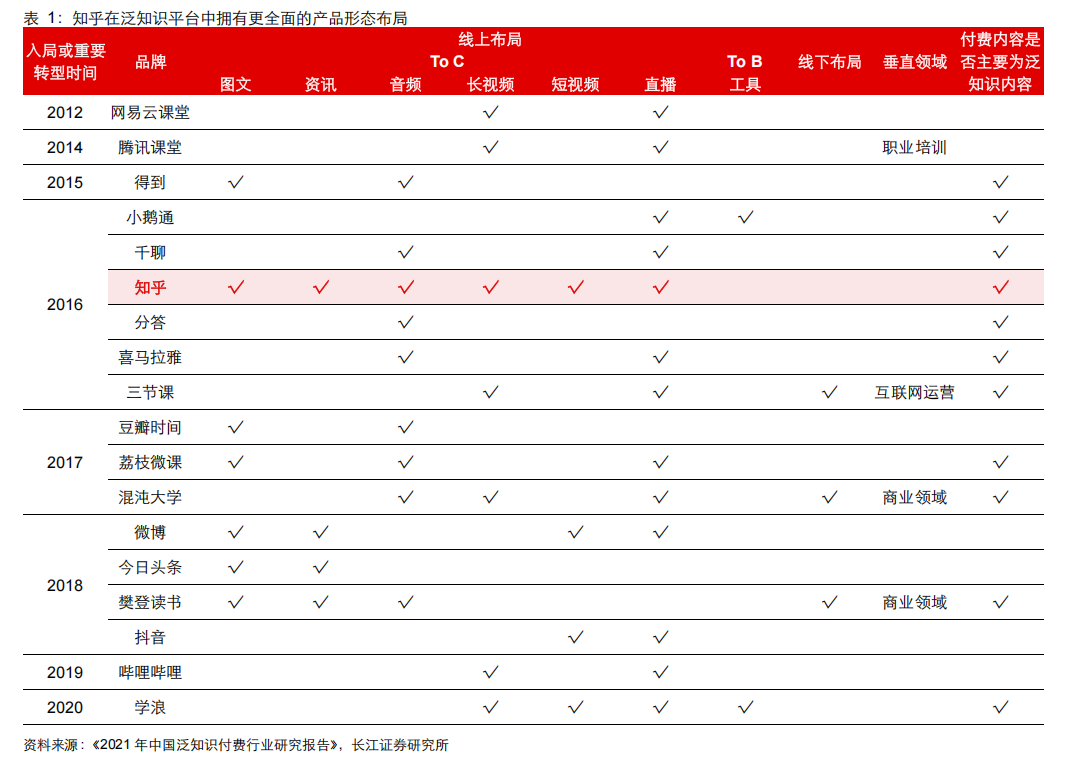 表 1：知乎在泛知识平台中拥有更全面的产品形态布局
入局或重要转型时间 品牌 线上布局 线下布局 垂直领域 付费内容是否主要为泛知识内容
To C To B
图文 资讯 音频 长视频 短视频 直播 工具
2012 网易云课堂 √ √
2014 腾讯课堂 √ √ 职业培训
2015 得到 √ √ √
2016
小鹅通 √ √ √
千聊 √ √ √
知乎 √ √ √ √ √ √ √
分答 √ √
喜马拉雅 √ √ √
三节课 √ √ √ 互联网运营 √
2017
豆瓣时间 √ √
荔枝微课 √ √ √ √
混沌大学 √ √ √ √ 商业领域 √
2018
微博 √ √ √ √
今日头条 √ √
樊登读书 √ √ √ √ 商业领域 √
抖音 √ √
2019 哔哩哔哩 √ √
2020 学浪 √ √ √ √ √
资料来源：《2021 年中国泛知识付费行业研究报告》，长江证券研究所